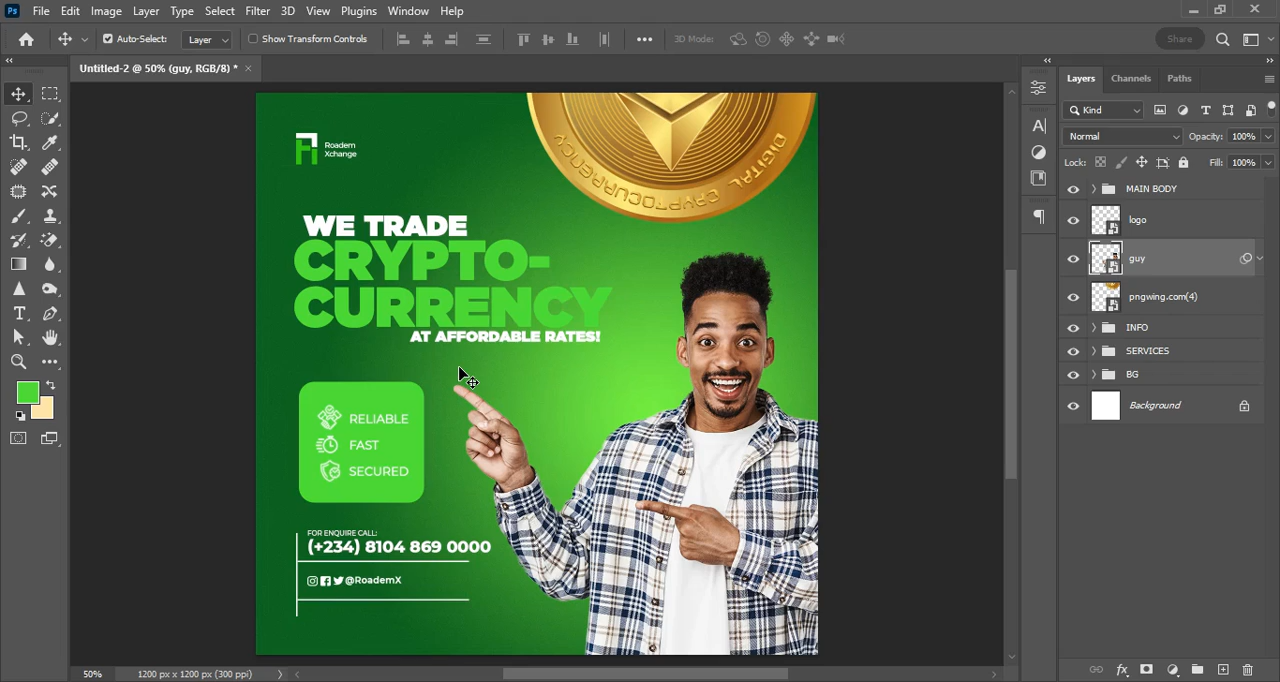 Ps File Edit Image Layer Type Select Filter 3D View Plugins Window Help
Auto-Select: Layer Show Transform Controls 3D Mode: Share
Untitled-2 @ 50% (guy, RGB/8) * ×
Roadem
Xchange
DIGITAL CRYPTOCURRENCY
WE TRADE
CRYPTO-
CURRENCY
AT AFFORDABLE RATES!
RELIABLE
FAST
SECURED
FOR ENQUIRE CALL:
(+234) 8104 869 0000
@RoademX
50% 1200 px x 1200 px (300 ppi)
Layers Channels Paths
Kind
Normal Opacity: 100%
Lock: Fill: 100%
MAIN BODY
logo
guy
pngwing.com(4)
INFO
SERVICES
BG
Background